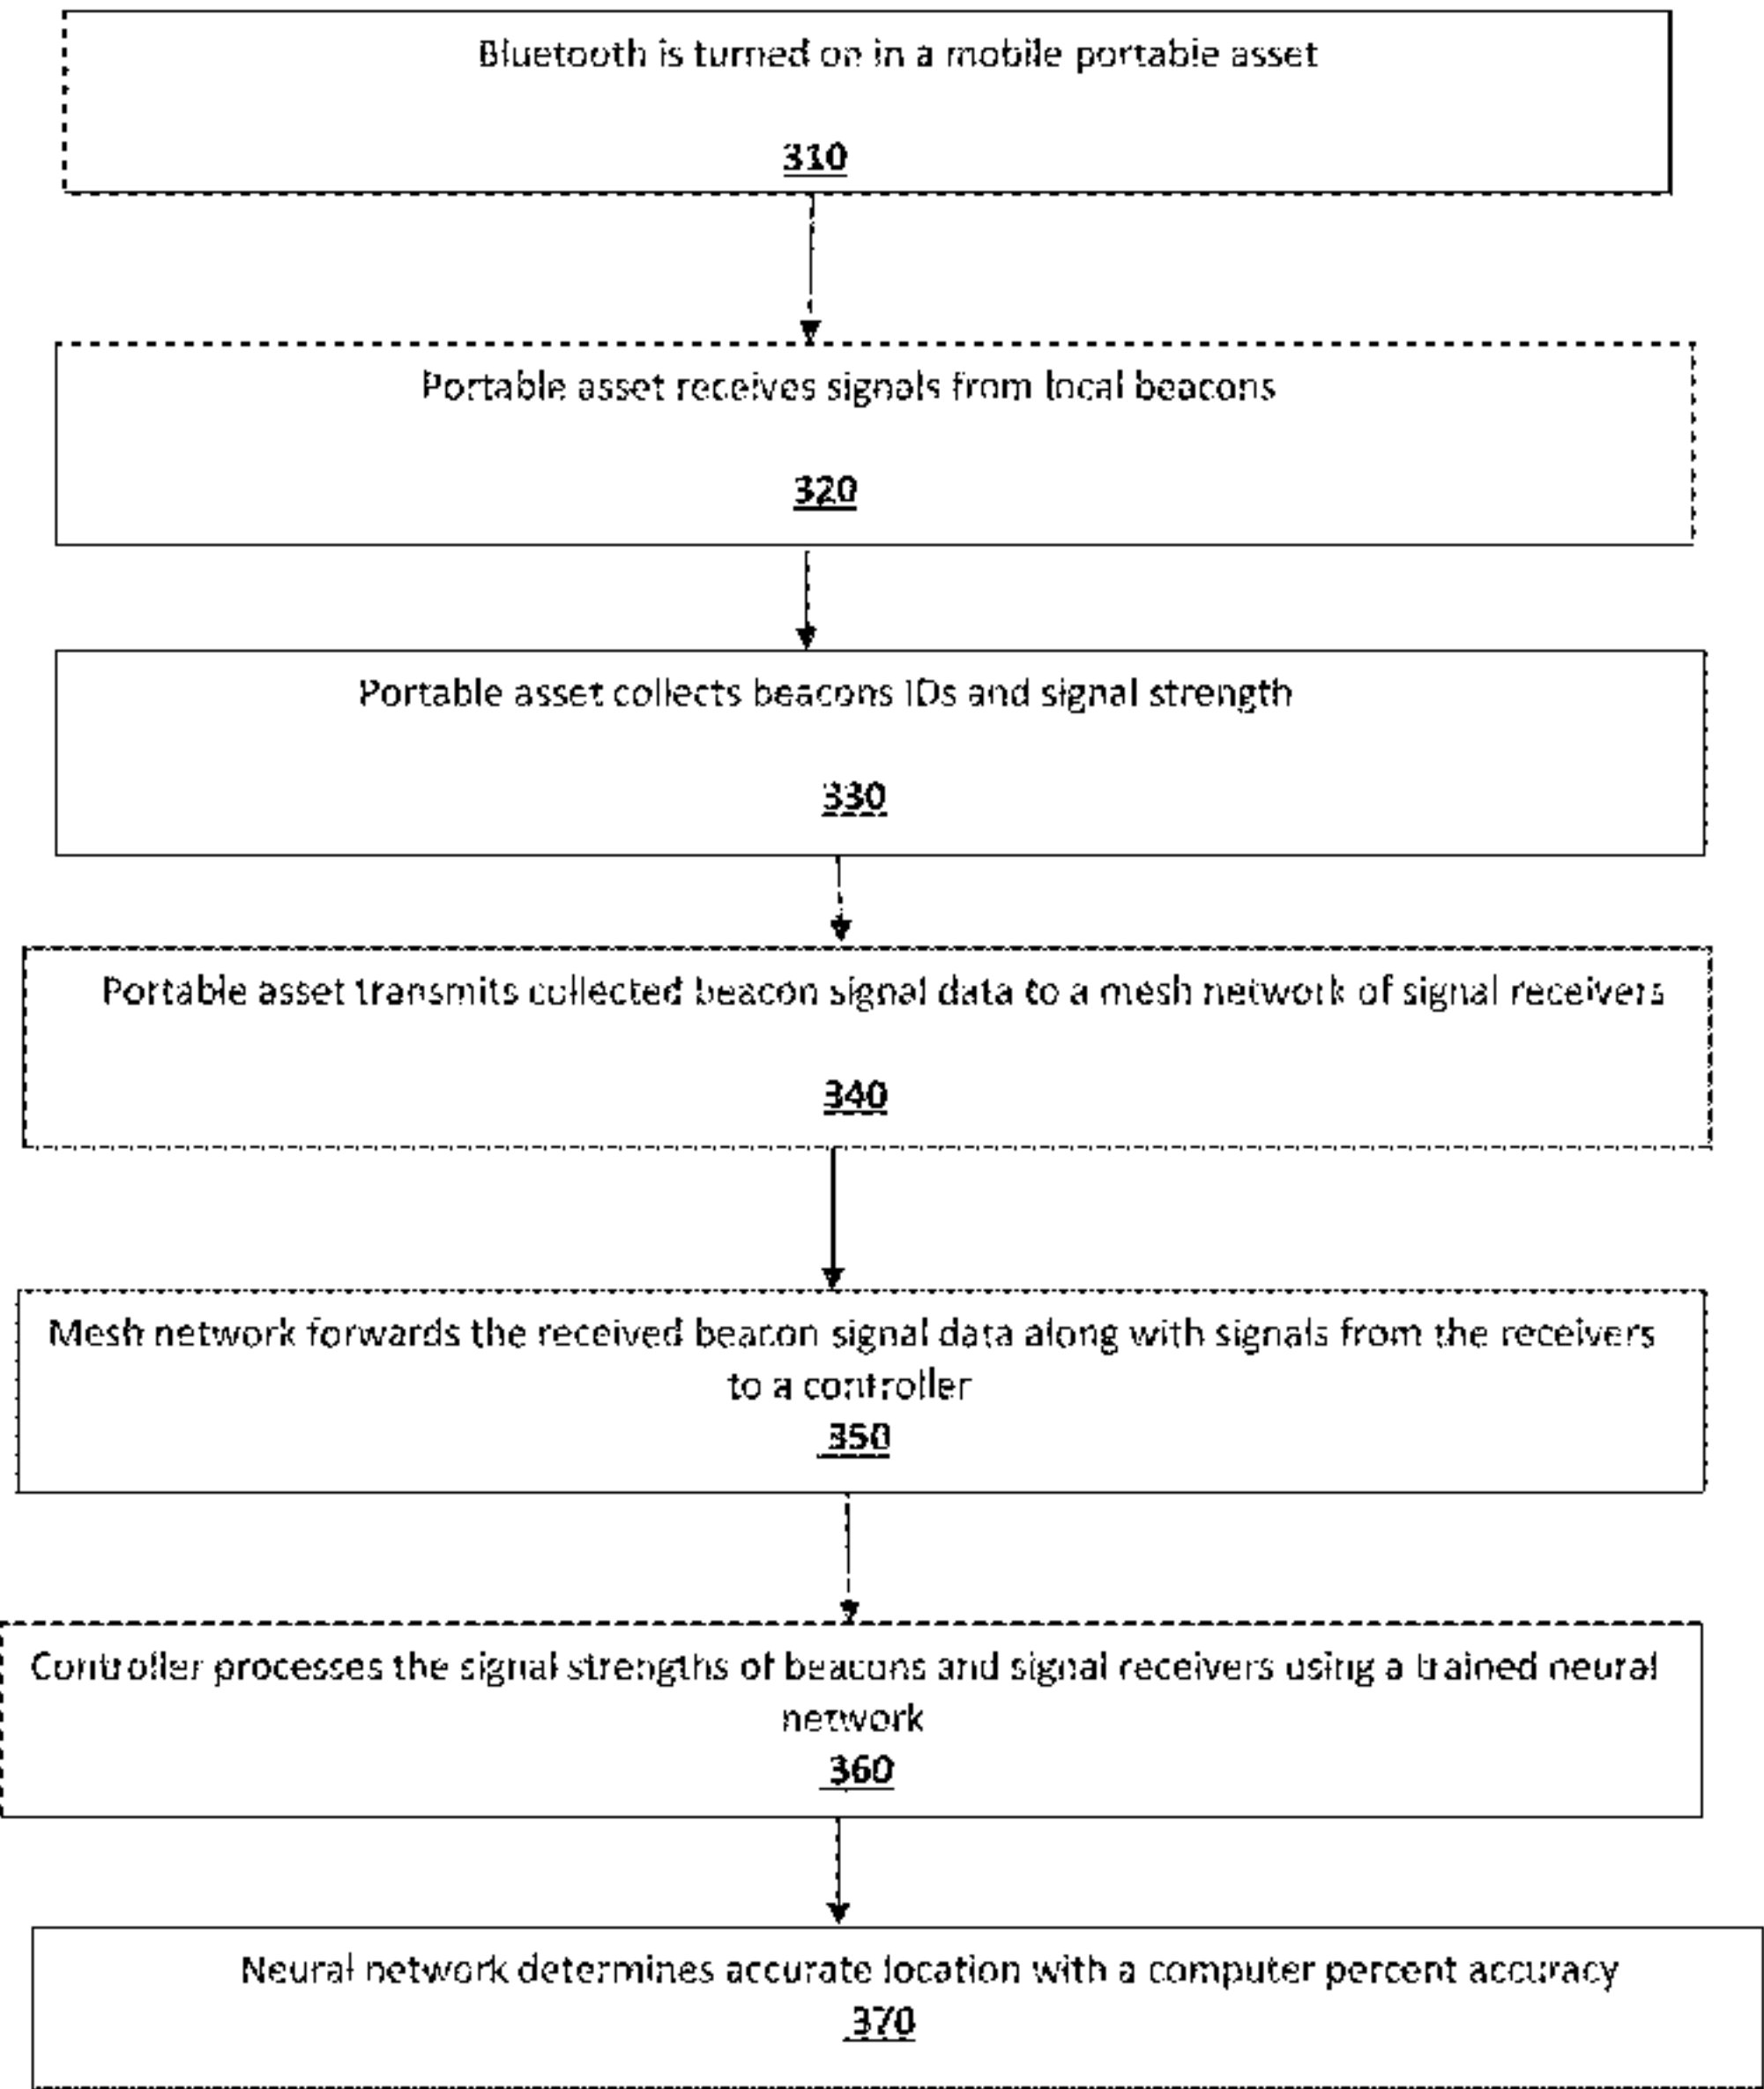 Bluetooth is turned on in a mobile portable asset
310
Portable asset receives signals from local beacons
320
Portable asset collects beacons IDs and signal strength
330
Portable asset transmits collected beacon signal data to a mesh network of signal receivers
340
Mesh network forwards the received beacon signal data along with signals from the receivers
to a controller
350
Controller processes the signal strengths of beacons and signal receivers using a trained neural
network
360
Neural network determines accurate location with a computer percent accuracy
370